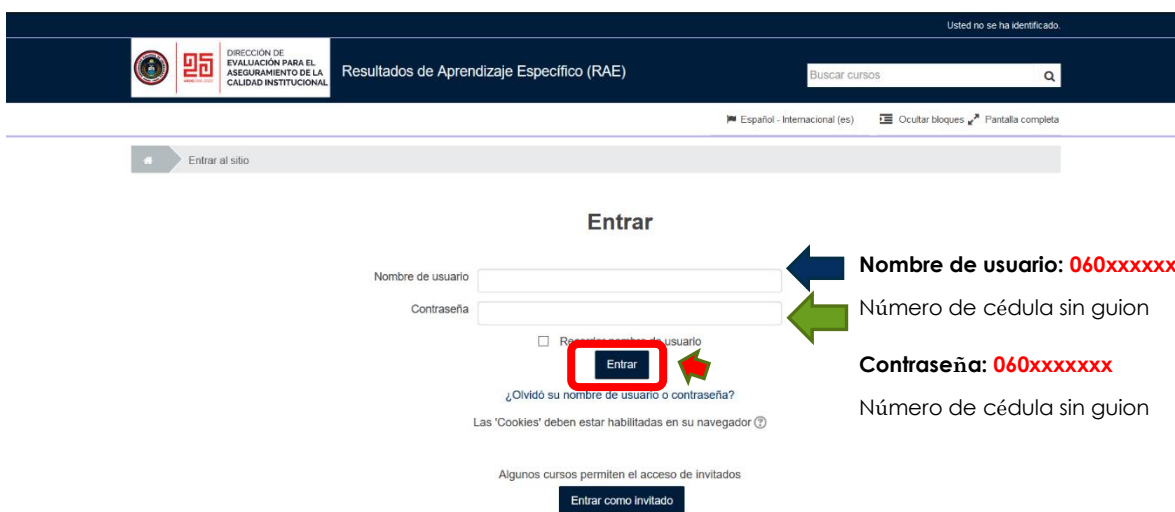 Usted no se ha identificado.
DIRECCIÓN DE
EVALUACIÓN PARA EL
ASEGURAMIENTO DE LA
CALIDAD INSTITUCIONAL
Resultados de Aprendizaje Específico (RAE)
Buscar cursos
Español - Internacional (es)
Ocultar bloques
Pantalla completa
Entrar al sitio
Entrar
Nombre de usuario
Nombre de usuario: 060xxxxxx
Contraseña
Número de cédula sin guion
Recordar nombre de usuario
Entrar
Contraseña: 060xxxxxxx
¿Olvidó su nombre de usuario o contraseña?
Número de cédula sin guion
Las 'Cookies' deben estar habilitadas en su navegador
Algunos cursos permiten el acceso de invitados
Entrar como invitado